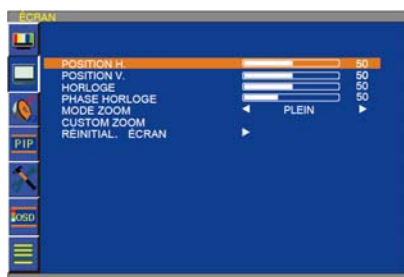 ÉCRAN
POSITION H. 50
POSITION V. 50
HORLOGE 50
PHASE HORLOGE 50
MODE ZOOM PLEIN
CUSTOM ZOOM
RÉINITIAL. ÉCRAN
PIP
OSD